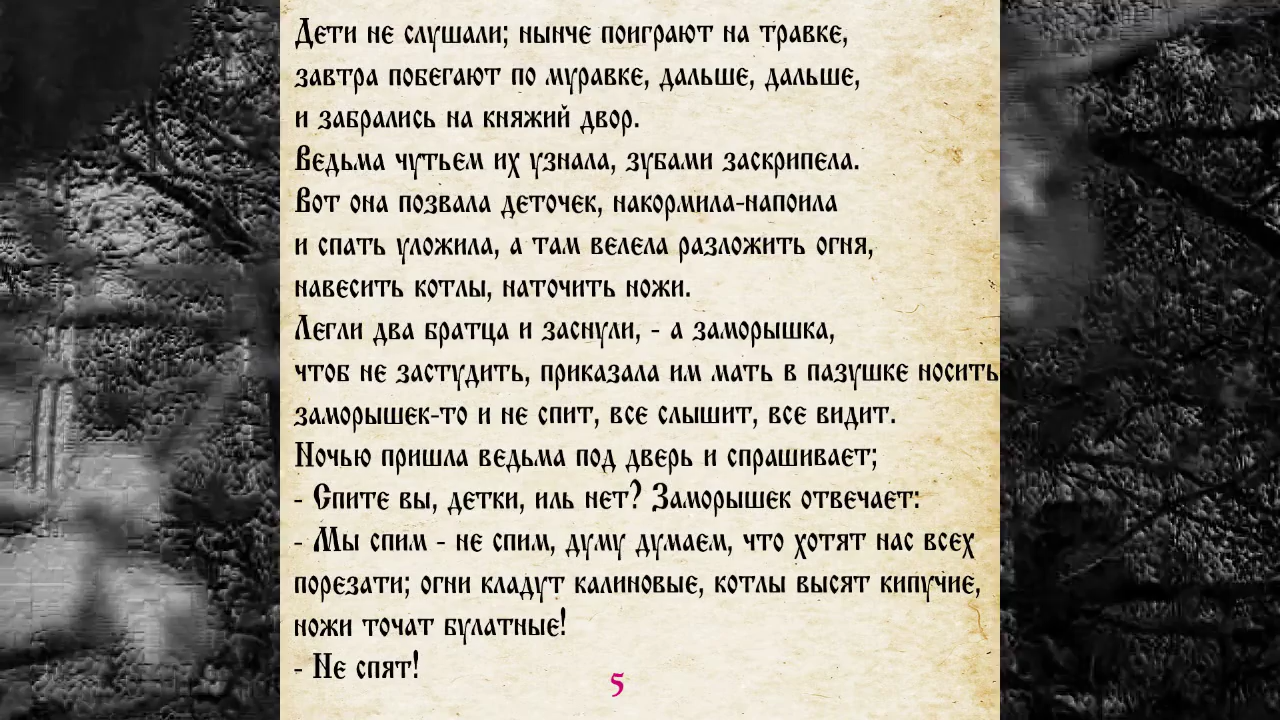 Дети не слушали; нынче поиграют на травке,
завтра побегают по муравке, дальше, дальше,
и забрались на княжий двор.
Ведьма чутьем их узнала, зубами заскрипела.
Вот она позвала деточек, накормила-напоила
и спать уложила, а там велела разложить огня,
навесить котлы, наточить ножи.
Легли два братца и заснули, - а заморышка,
чтоб не застудить, приказала им мать в пазушке носить
заморышек-то и не спит, все слышит, все видит.
Ночью пришла ведьма под дверь и спрашивает;
- Спите вы, детки, иль нет? Заморышек отвечает:
- Мы спим - не спим, думу думаем, что хотят нас всех
порезати; огни кладут калиновые, котлы высят кипучие,
ножи точат булатные!
- Не спят!
5